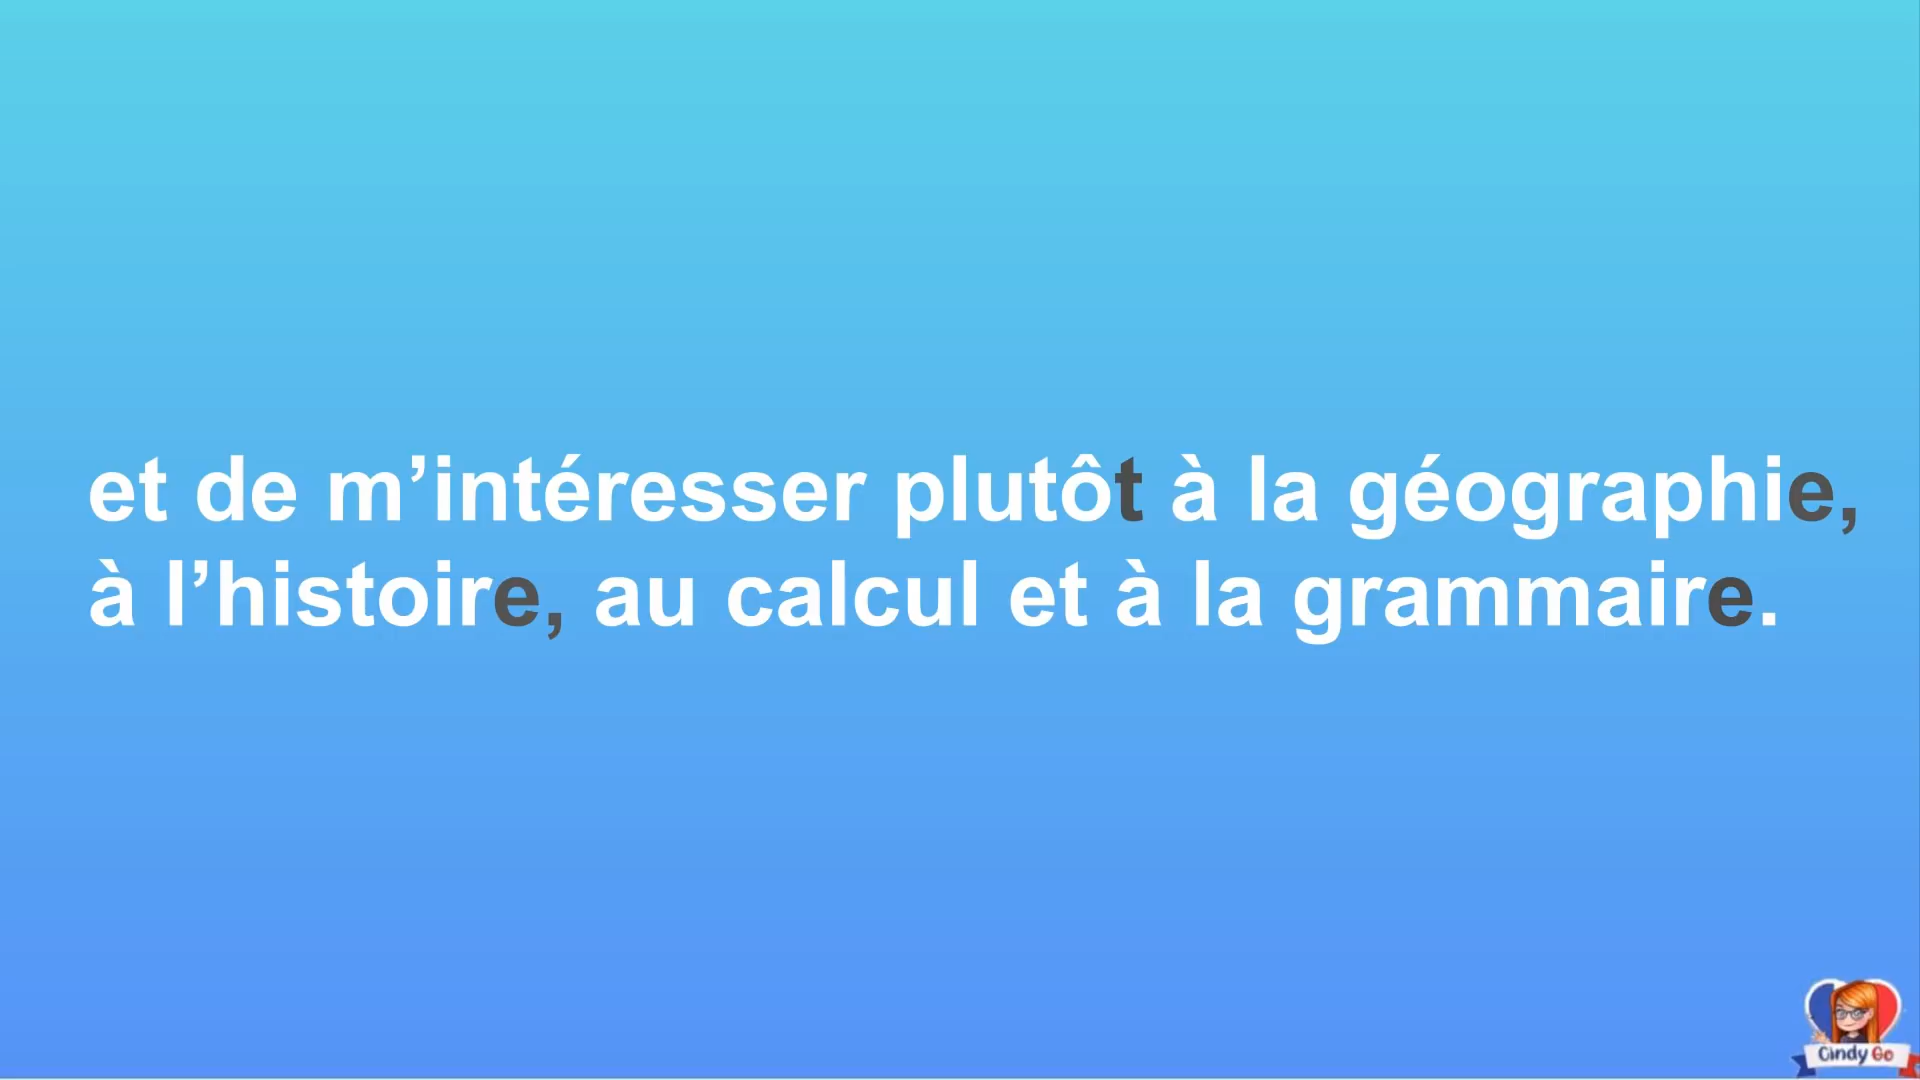 et de m’intéresser plutôt à la géographie,
à l’histoire, au calcul et à la grammaire.
Cindy Go